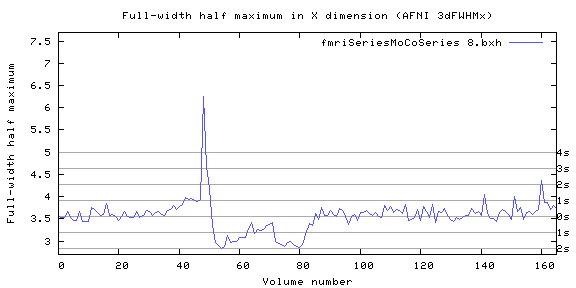 Full-width half maximum in X dimension (AFNI 3dFWHMx)
fmriSeriesMoCoSeries 8.bxh
Full-width half maximum
7.5
7
6.5
6
5.5
5
4.5
4
3.5
3
4s
3s
2s
1s
0s
1s
2s
0 20 40 60 80 100 120 140 160
Volume number